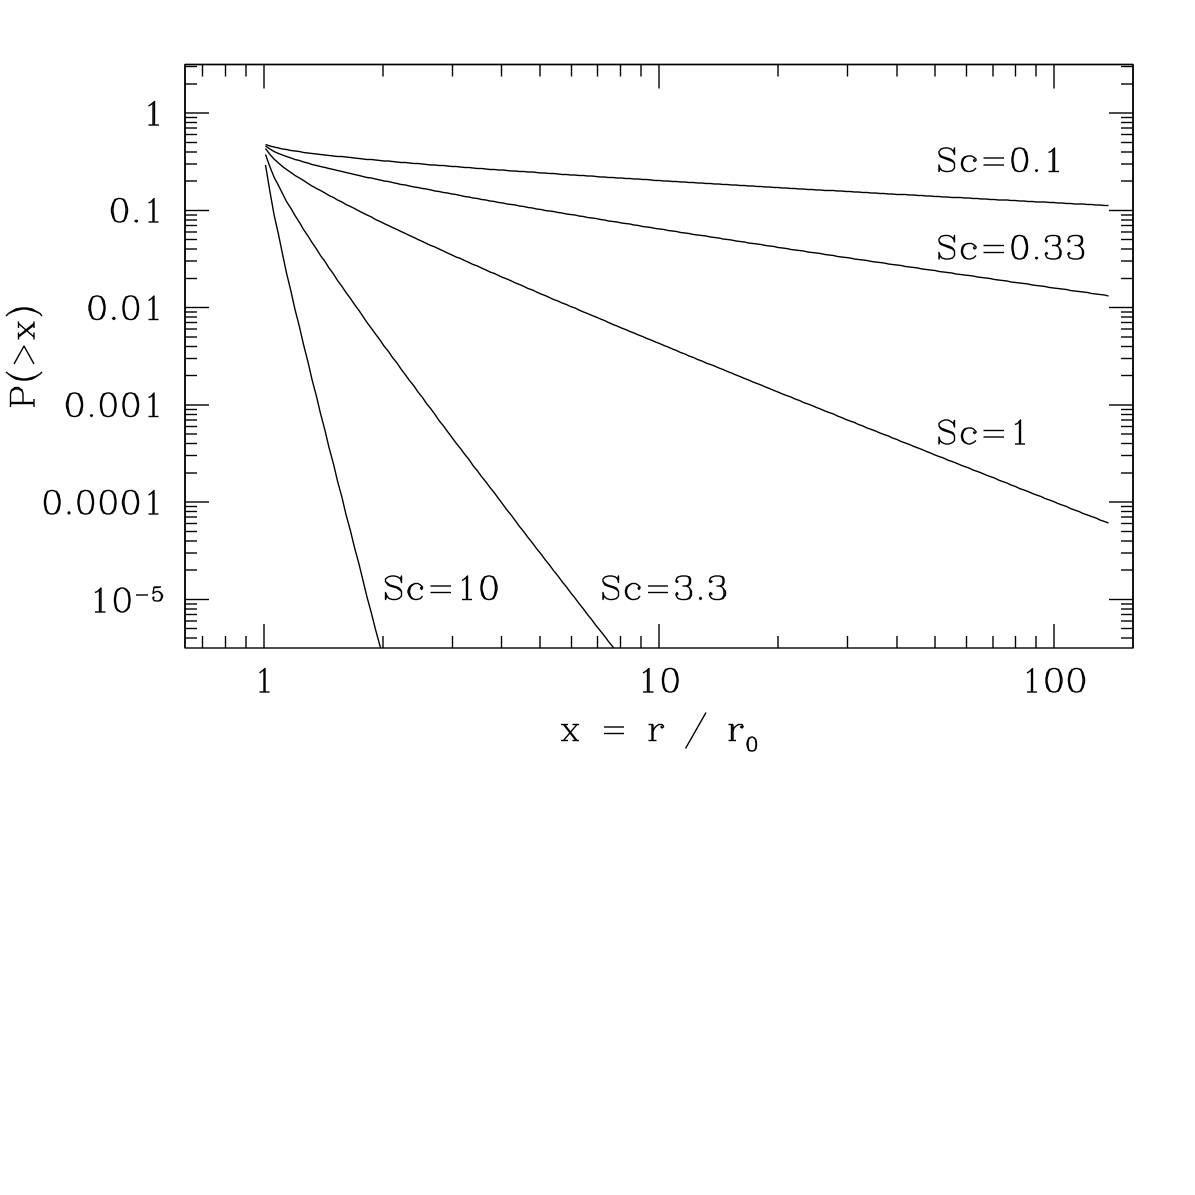 1
Sc=0.1
0.1
Sc=0.33
0.01
P(>x)
0.001
Sc=1
0.0001
10⁻⁵
Sc=10
Sc=3.3
1 10 100
x = r / r₀